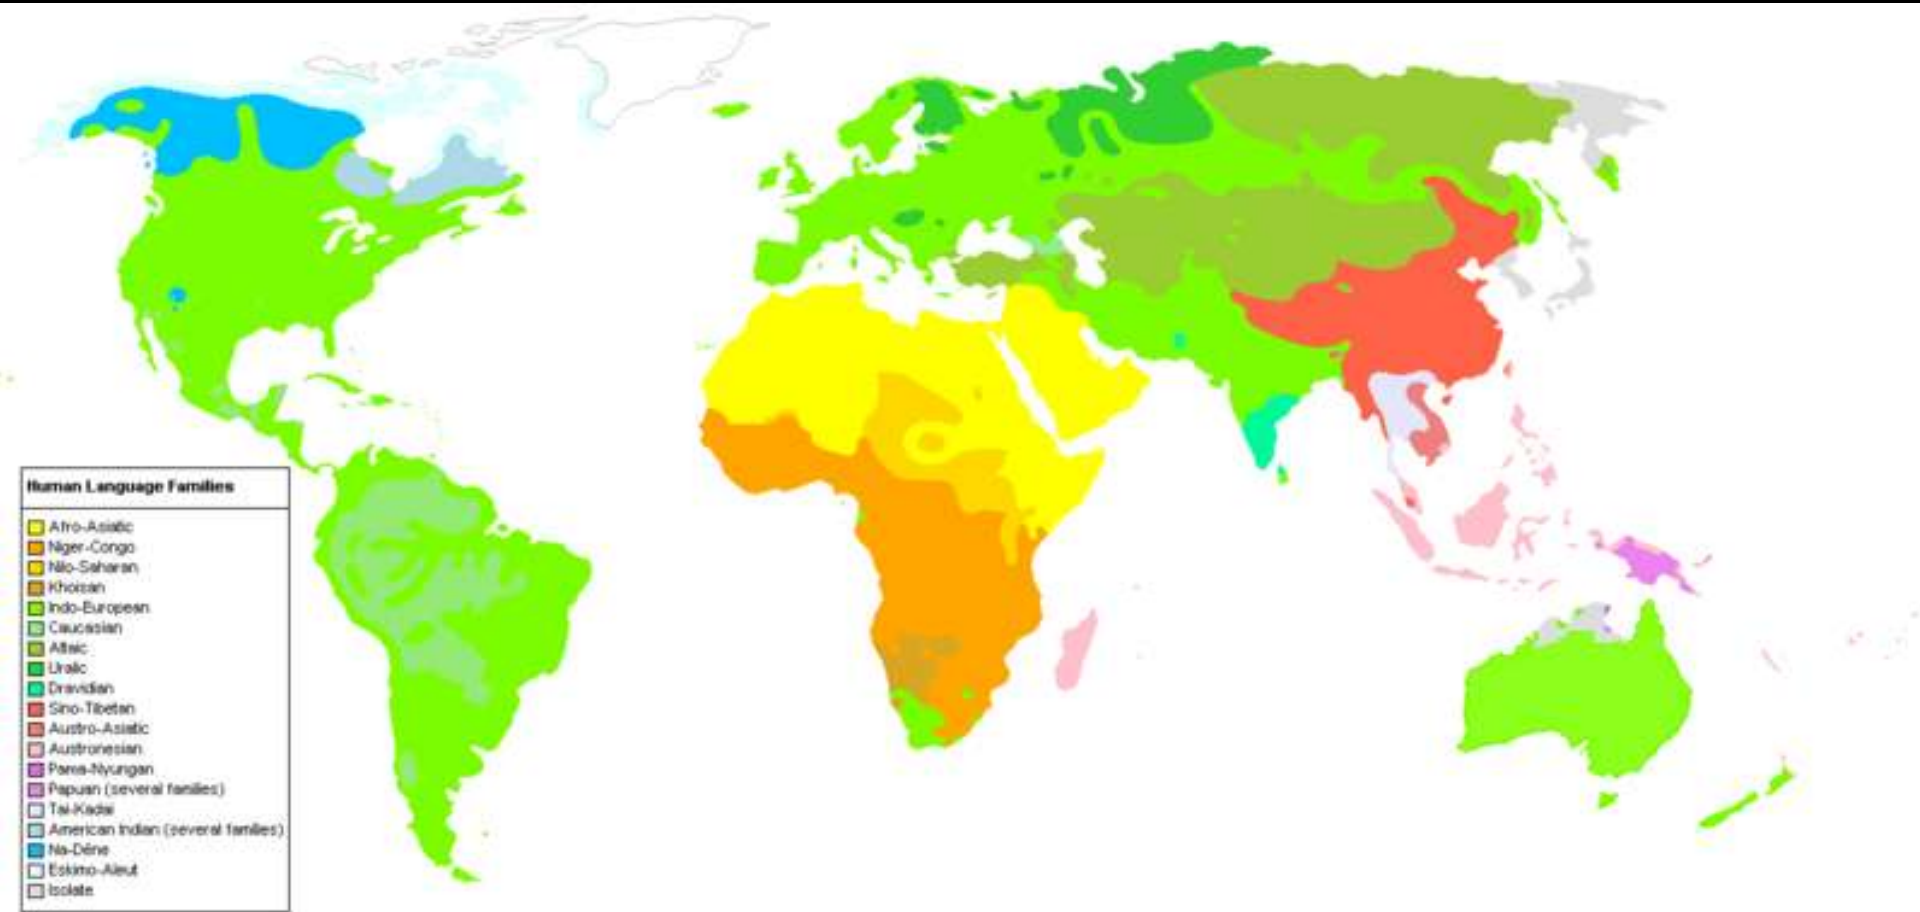 Human Language Families
Afro-Asiatic
Niger-Congo
Nilo-Saharan
Khoisan
Indo-European
Caucasian
Altaic
Uralic
Dravidian
Sino-Tibetan
Austro-Asiatic
Austronesian
Pama-Nyungan
Papuan (several families)
Tai-Kadai
American Indian (several families)
Na-Déne
Eskimo-Aleut
Isolate